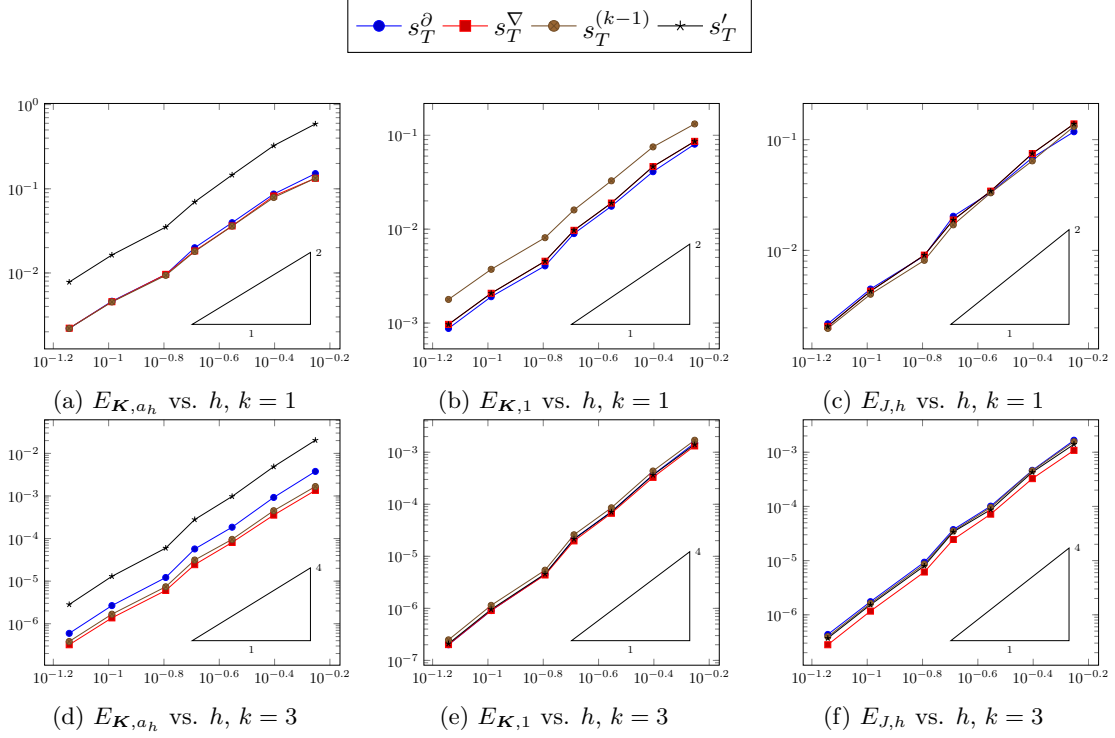 s_T^∂ s_T^∇ s_T^{(k−1)} s_T′
10^0
10^{−1}
10^{−2}
2
1
10^{−1.2} 10^{−1} 10^{−0.8} 10^{−0.6} 10^{−0.4} 10^{−0.2}
(a) E_{K,a_h} vs. h, k = 1
10^{−1}
10^{−2}
10^{−3}
2
1
10^{−1.2} 10^{−1} 10^{−0.8} 10^{−0.6} 10^{−0.4} 10^{−0.2}
(b) E_{K,1} vs. h, k = 1
10^{−1}
10^{−2}
2
1
10^{−1.2} 10^{−1} 10^{−0.8} 10^{−0.6} 10^{−0.4} 10^{−0.2}
(c) E_{J,h} vs. h, k = 1
10^{−2}
10^{−3}
10^{−4}
10^{−5}
10^{−6}
4
1
10^{−1.2} 10^{−1} 10^{−0.8} 10^{−0.6} 10^{−0.4} 10^{−0.2}
(d) E_{K,a_h} vs. h, k = 3
10^{−3}
10^{−4}
10^{−5}
10^{−6}
10^{−7}
4
1
10^{−1.2} 10^{−1} 10^{−0.8} 10^{−0.6} 10^{−0.4} 10^{−0.2}
(e) E_{K,1} vs. h, k = 3
10^{−3}
10^{−4}
10^{−5}
10^{−6}
4
1
10^{−1.2} 10^{−1} 10^{−0.8} 10^{−0.6} 10^{−0.4} 10^{−0.2}
(f) E_{J,h} vs. h, k = 3